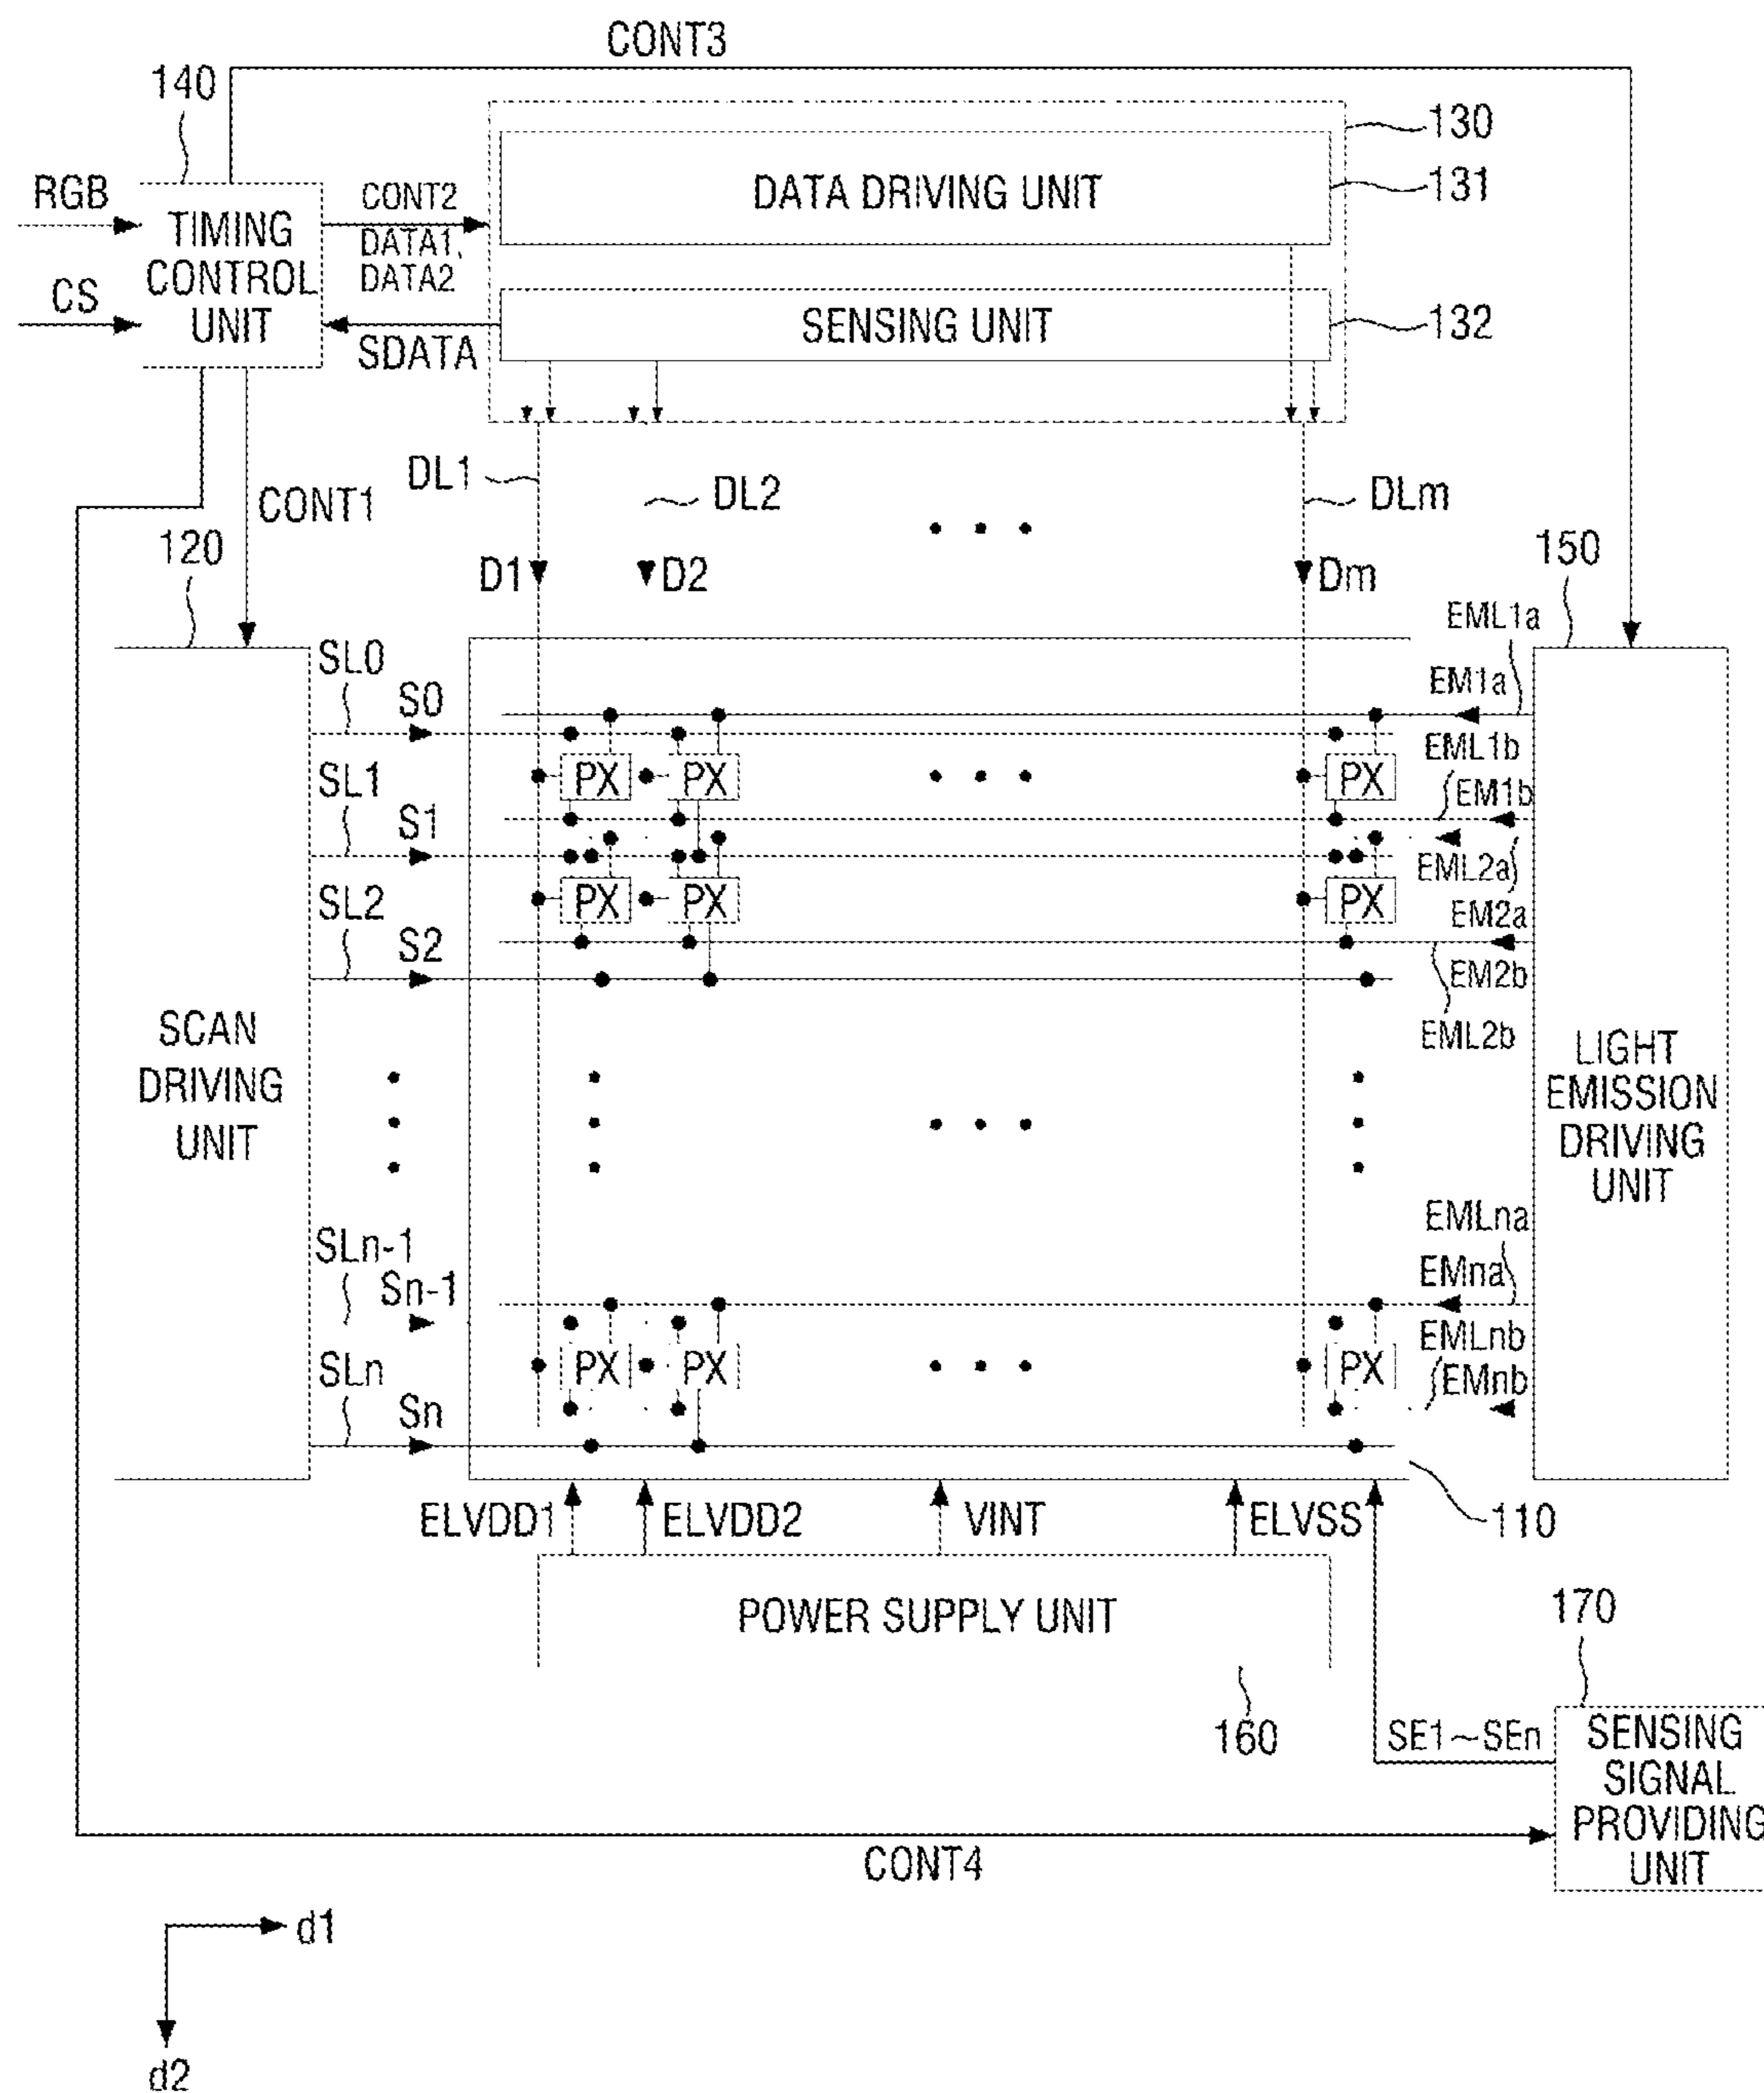 CONT3
140
130
RGB
TIMING
CONTROL
UNIT
CS
CONT2
DATA1,
DATA2
SDATA
DATA DRIVING UNIT
131
SENSING UNIT
132
CONT1
DL1
DL2
DLm
D1
D2
Dm
120
150
SL0
S0
SL1
S1
SL2
S2
EML1a
EM1a
EML1b
EM1b
EML2a
EM2a
EM2b
EML2b
PX
PX
PX
PX
PX
PX
SCAN
DRIVING
UNIT
LIGHT
EMISSION
DRIVING
UNIT
SLn-1
Sn-1
SLn
Sn
EMLna
EMna
EMLnb
EMnb
PX
PX
PX
ELVDD1
ELVDD2
VINT
ELVSS
110
POWER SUPPLY UNIT
160
170
SE1~SEn
SENSING
SIGNAL
PROVIDING
UNIT
CONT4
d1
d2